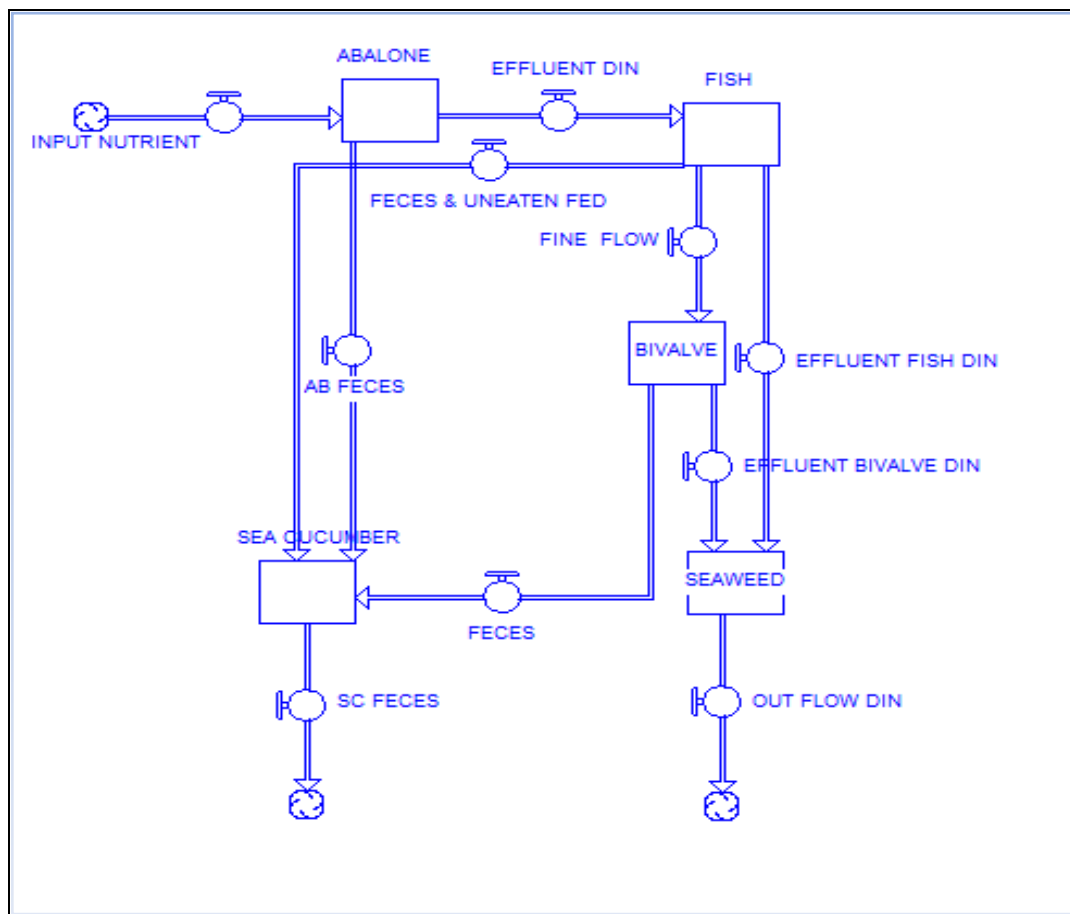 ABALONE
EFFLUENT DIN
FISH
INPUT NUTRIENT
FECES & UNEATEN FED
FINE FLOW
BIVALVE
EFFLUENT FISH DIN
AB FECES
EFFLUENT BIVALVE DIN
SEA CUCUMBER
SEAWEED
FECES
SC FECES
OUT FLOW DIN